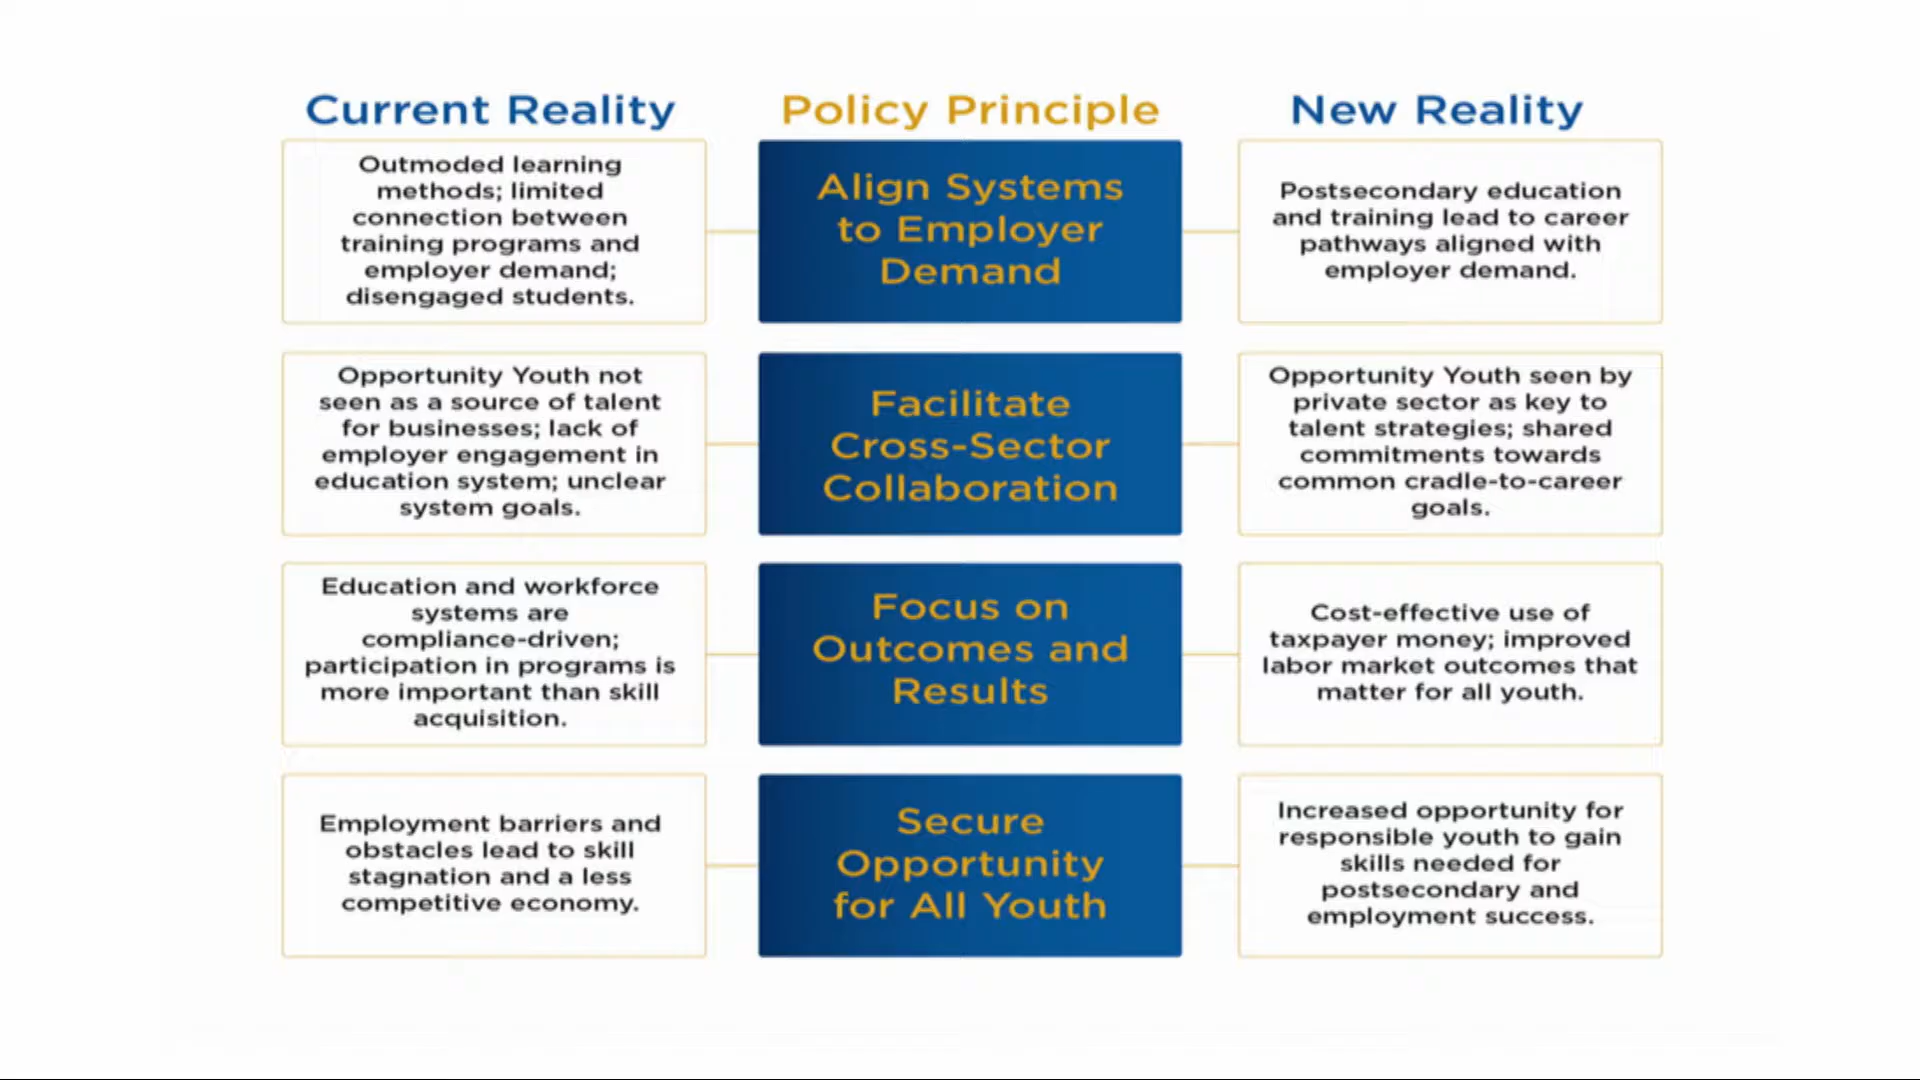 Current Reality
Policy Principle
New Reality
Outmoded learning
methods; limited
connection between
training programs and
employer demand;
disengaged students.
Align Systems
to Employer
Demand
Postsecondary education
and training lead to career
pathways aligned with
employer demand.
Opportunity Youth not
seen as a source of talent
for businesses; lack of
employer engagement in
education system; unclear
system goals.
Facilitate
Cross-Sector
Collaboration
Opportunity Youth seen by
private sector as key to
talent strategies; shared
commitments towards
common cradle-to-career
goals.
Education and workforce
systems are
compliance-driven;
participation in programs is
more important than skill
acquisition.
Focus on
Outcomes and
Results
Cost-effective use of
taxpayer money; improved
labor market outcomes that
matter for all youth.
Employment barriers and
obstacles lead to skill
stagnation and a less
competitive economy.
Secure
Opportunity
for All Youth
Increased opportunity for
responsible youth to gain
skills needed for
postsecondary and
employment success.